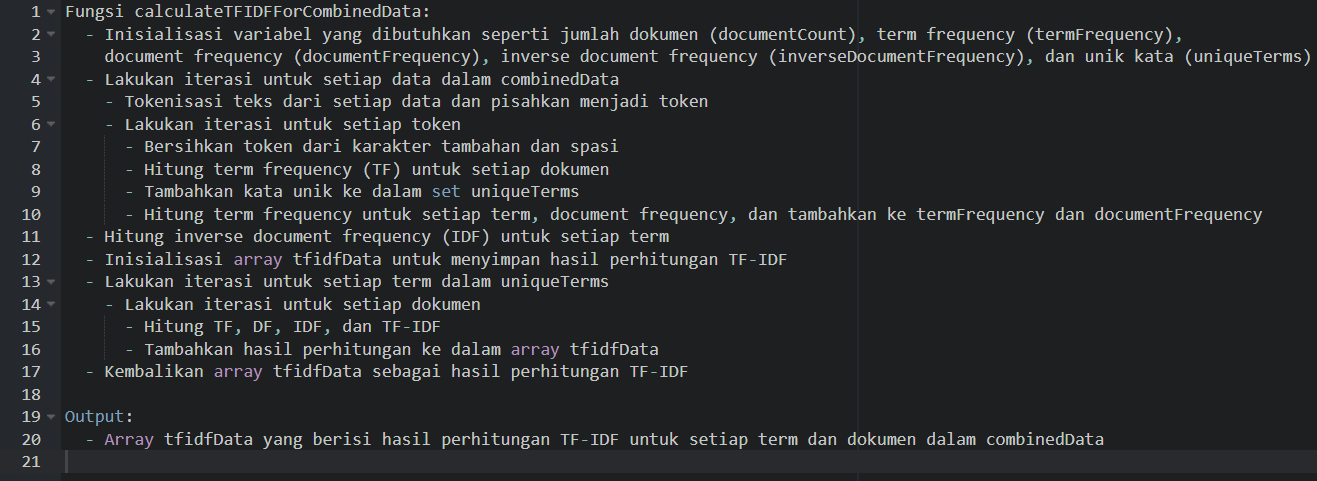 1 Fungsi calculateTFIDFForCombinedData:
2 - Inisialisasi variabel yang dibutuhkan seperti jumlah dokumen (documentCount), term frequency (termFrequency),
3 document frequency (documentFrequency), inverse document frequency (inverseDocumentFrequency), dan unik kata (uniqueTerms)
4 - Lakukan iterasi untuk setiap data dalam combinedData
5 - Tokenisasi teks dari setiap data dan pisahkan menjadi token
6 - Lakukan iterasi untuk setiap token
7 - Bersihkan token dari karakter tambahan dan spasi
8 - Hitung term frequency (TF) untuk setiap dokumen
9 - Tambahkan kata unik ke dalam set uniqueTerms
10 - Hitung term frequency untuk setiap term, document frequency, dan tambahkan ke termFrequency dan documentFrequency
11 - Hitung inverse document frequency (IDF) untuk setiap term
12 - Inisialisasi array tfidfData untuk menyimpan hasil perhitungan TF-IDF
13 - Lakukan iterasi untuk setiap term dalam uniqueTerms
14 - Lakukan iterasi untuk setiap dokumen
15 - Hitung TF, DF, IDF, dan TF-IDF
16 - Tambahkan hasil perhitungan ke dalam array tfidfData
17 - Kembalikan array tfidfData sebagai hasil perhitungan TF-IDF
18
19 Output:
20 - Array tfidfData yang berisi hasil perhitungan TF-IDF untuk setiap term dan dokumen dalam combinedData
21